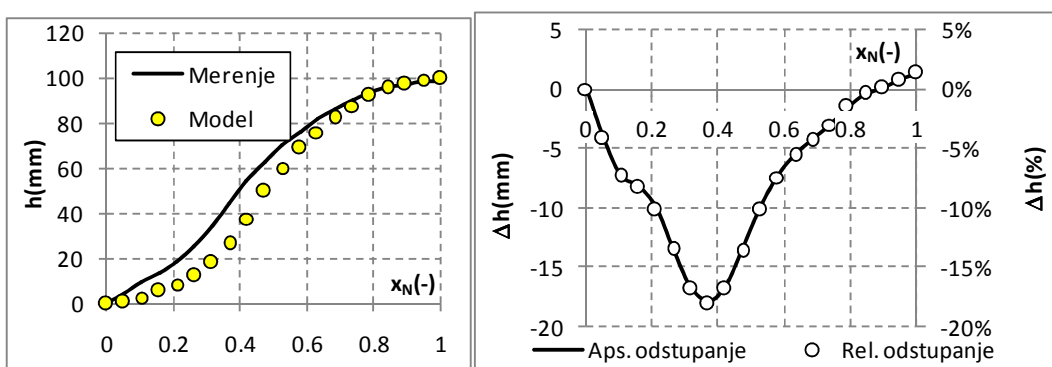 120
100
80
60
40
20
0
h(mm)
Merenje
Model
xN(-)
0 0.2 0.4 0.6 0.8 1
5
0
-5
-10
-15
-20
Δh(mm)
xN(-)
0 0.2 0.4 0.6 0.8 1
5%
0%
-5%
-10%
-15%
-20%
Δh(%)
Aps. odstupanje
Rel. odstupanje